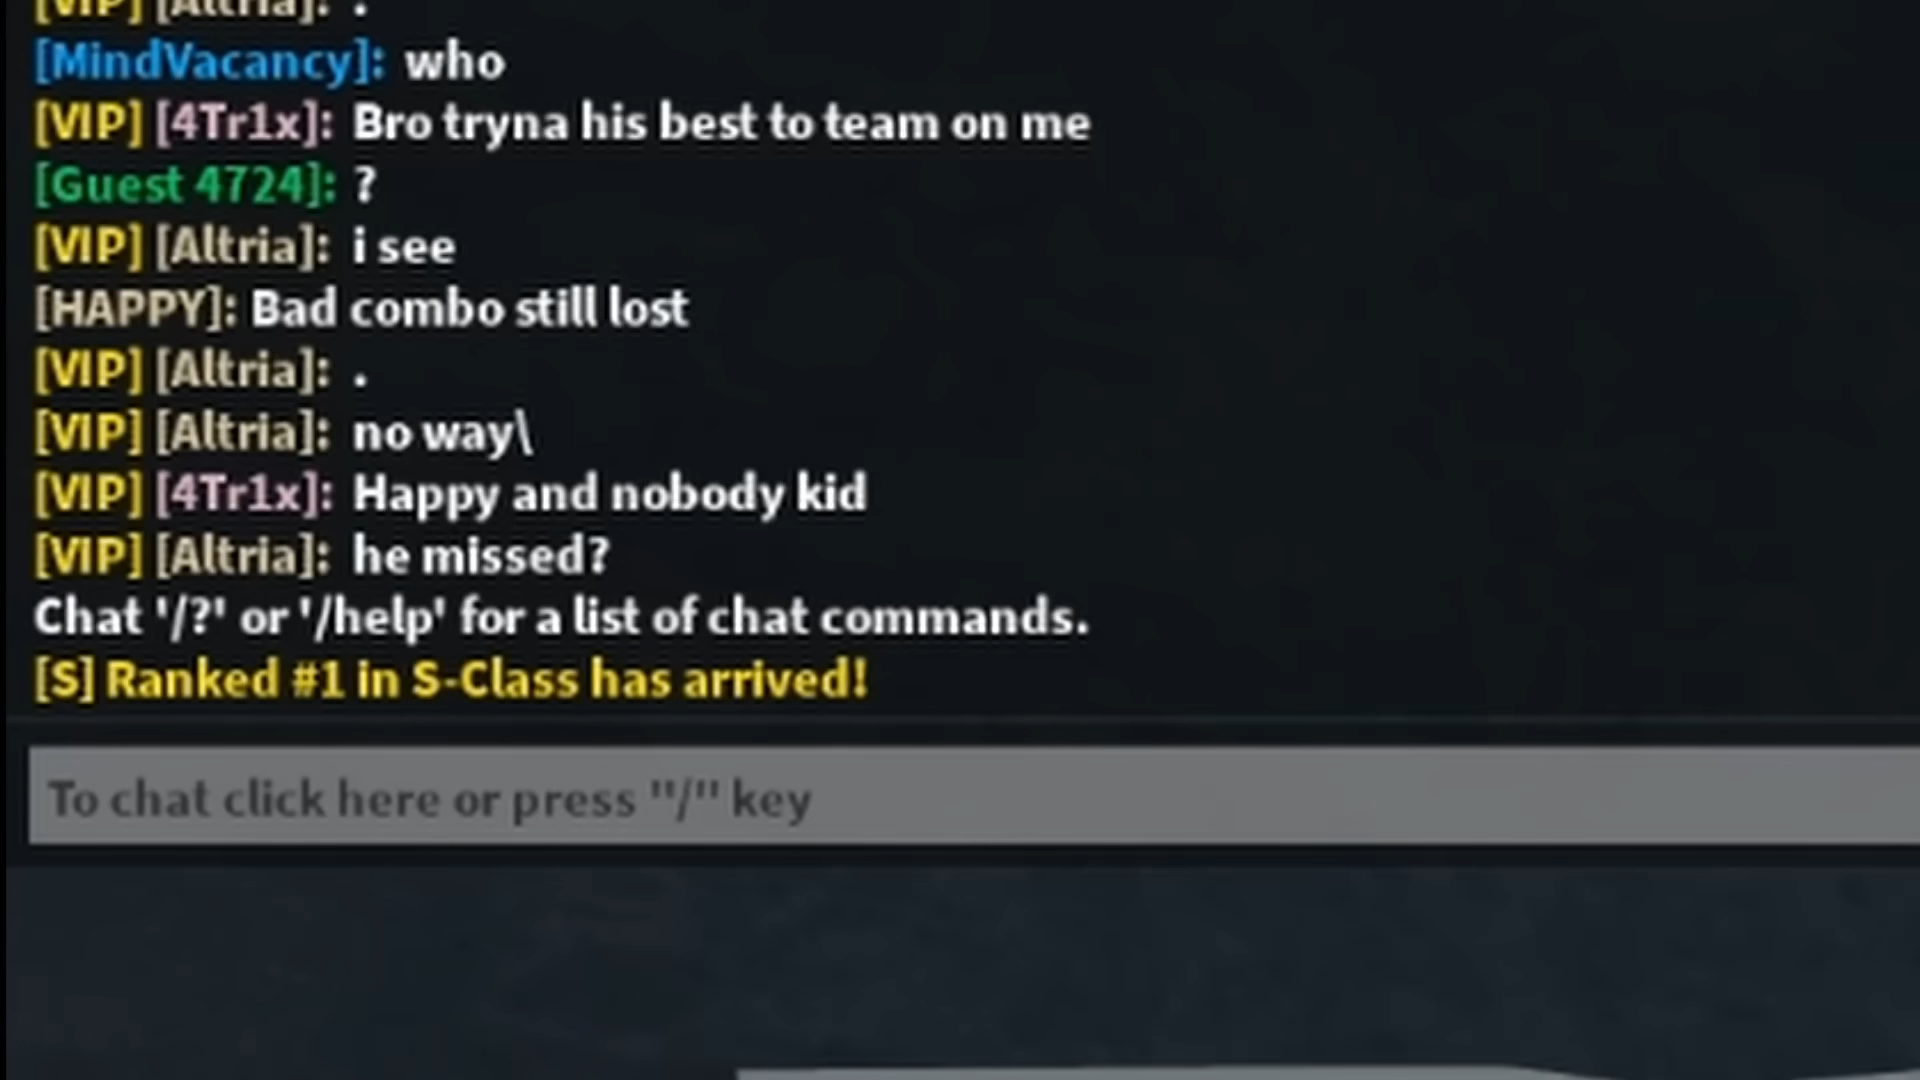 [VIP] [Altria]: .
[MindVacancy]: who
[VIP] [4Tr1x]: Bro tryna his best to team on me
[Guest 4724]: ?
[VIP] [Altria]: i see
[HAPPY]: Bad combo still lost
[VIP] [Altria]: .
[VIP] [Altria]: no way\
[VIP] [4Tr1x]: Happy and nobody kid
[VIP] [Altria]: he missed?
Chat '/?' or '/help' for a list of chat commands.
[S] Ranked #1 in S-Class has arrived!
To chat click here or press "/" key